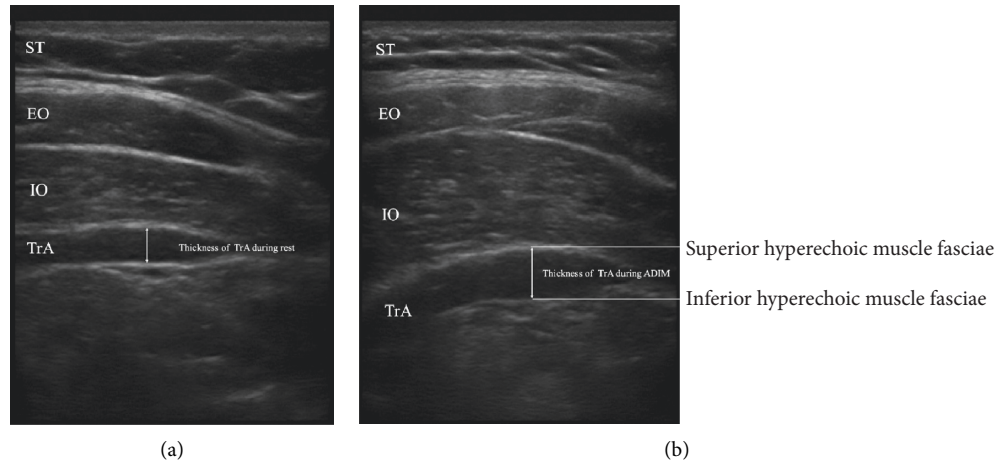 ST
EO
IO
TrA
Thickness of TrA during rest
(a)
ST
EO
IO
TrA
Thickness of TrA during ADIM
Superior hyperechoic muscle fasciae
Inferior hyperechoic muscle fasciae
(b)